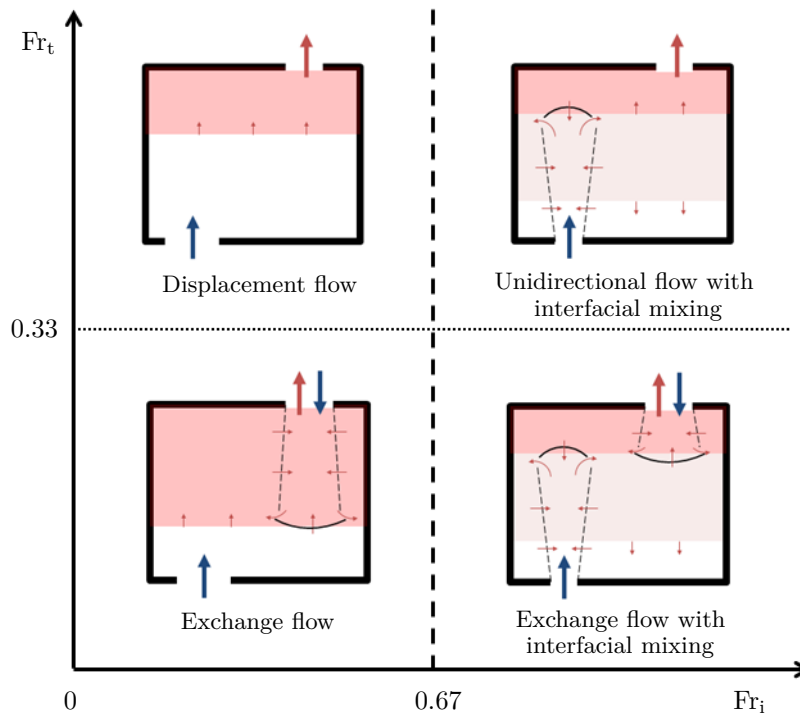 Frt
Displacement flow
Unidirectional flow with
interfacial mixing
0.33
Exchange flow
Exchange flow with
interfacial mixing
0
0.67
Fri